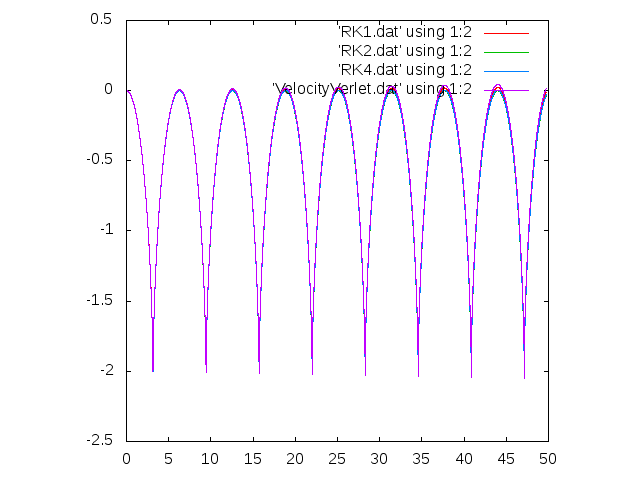 0.5
'RK1.dat' using 1:2
'RK2.dat' using 1:2
'RK4.dat' using 1:2
'VelocityVerlet.dat' using 1:2
0
-0.5
-1
-1.5
-2
-2.5
0 5 10 15 20 25 30 35 40 45 50